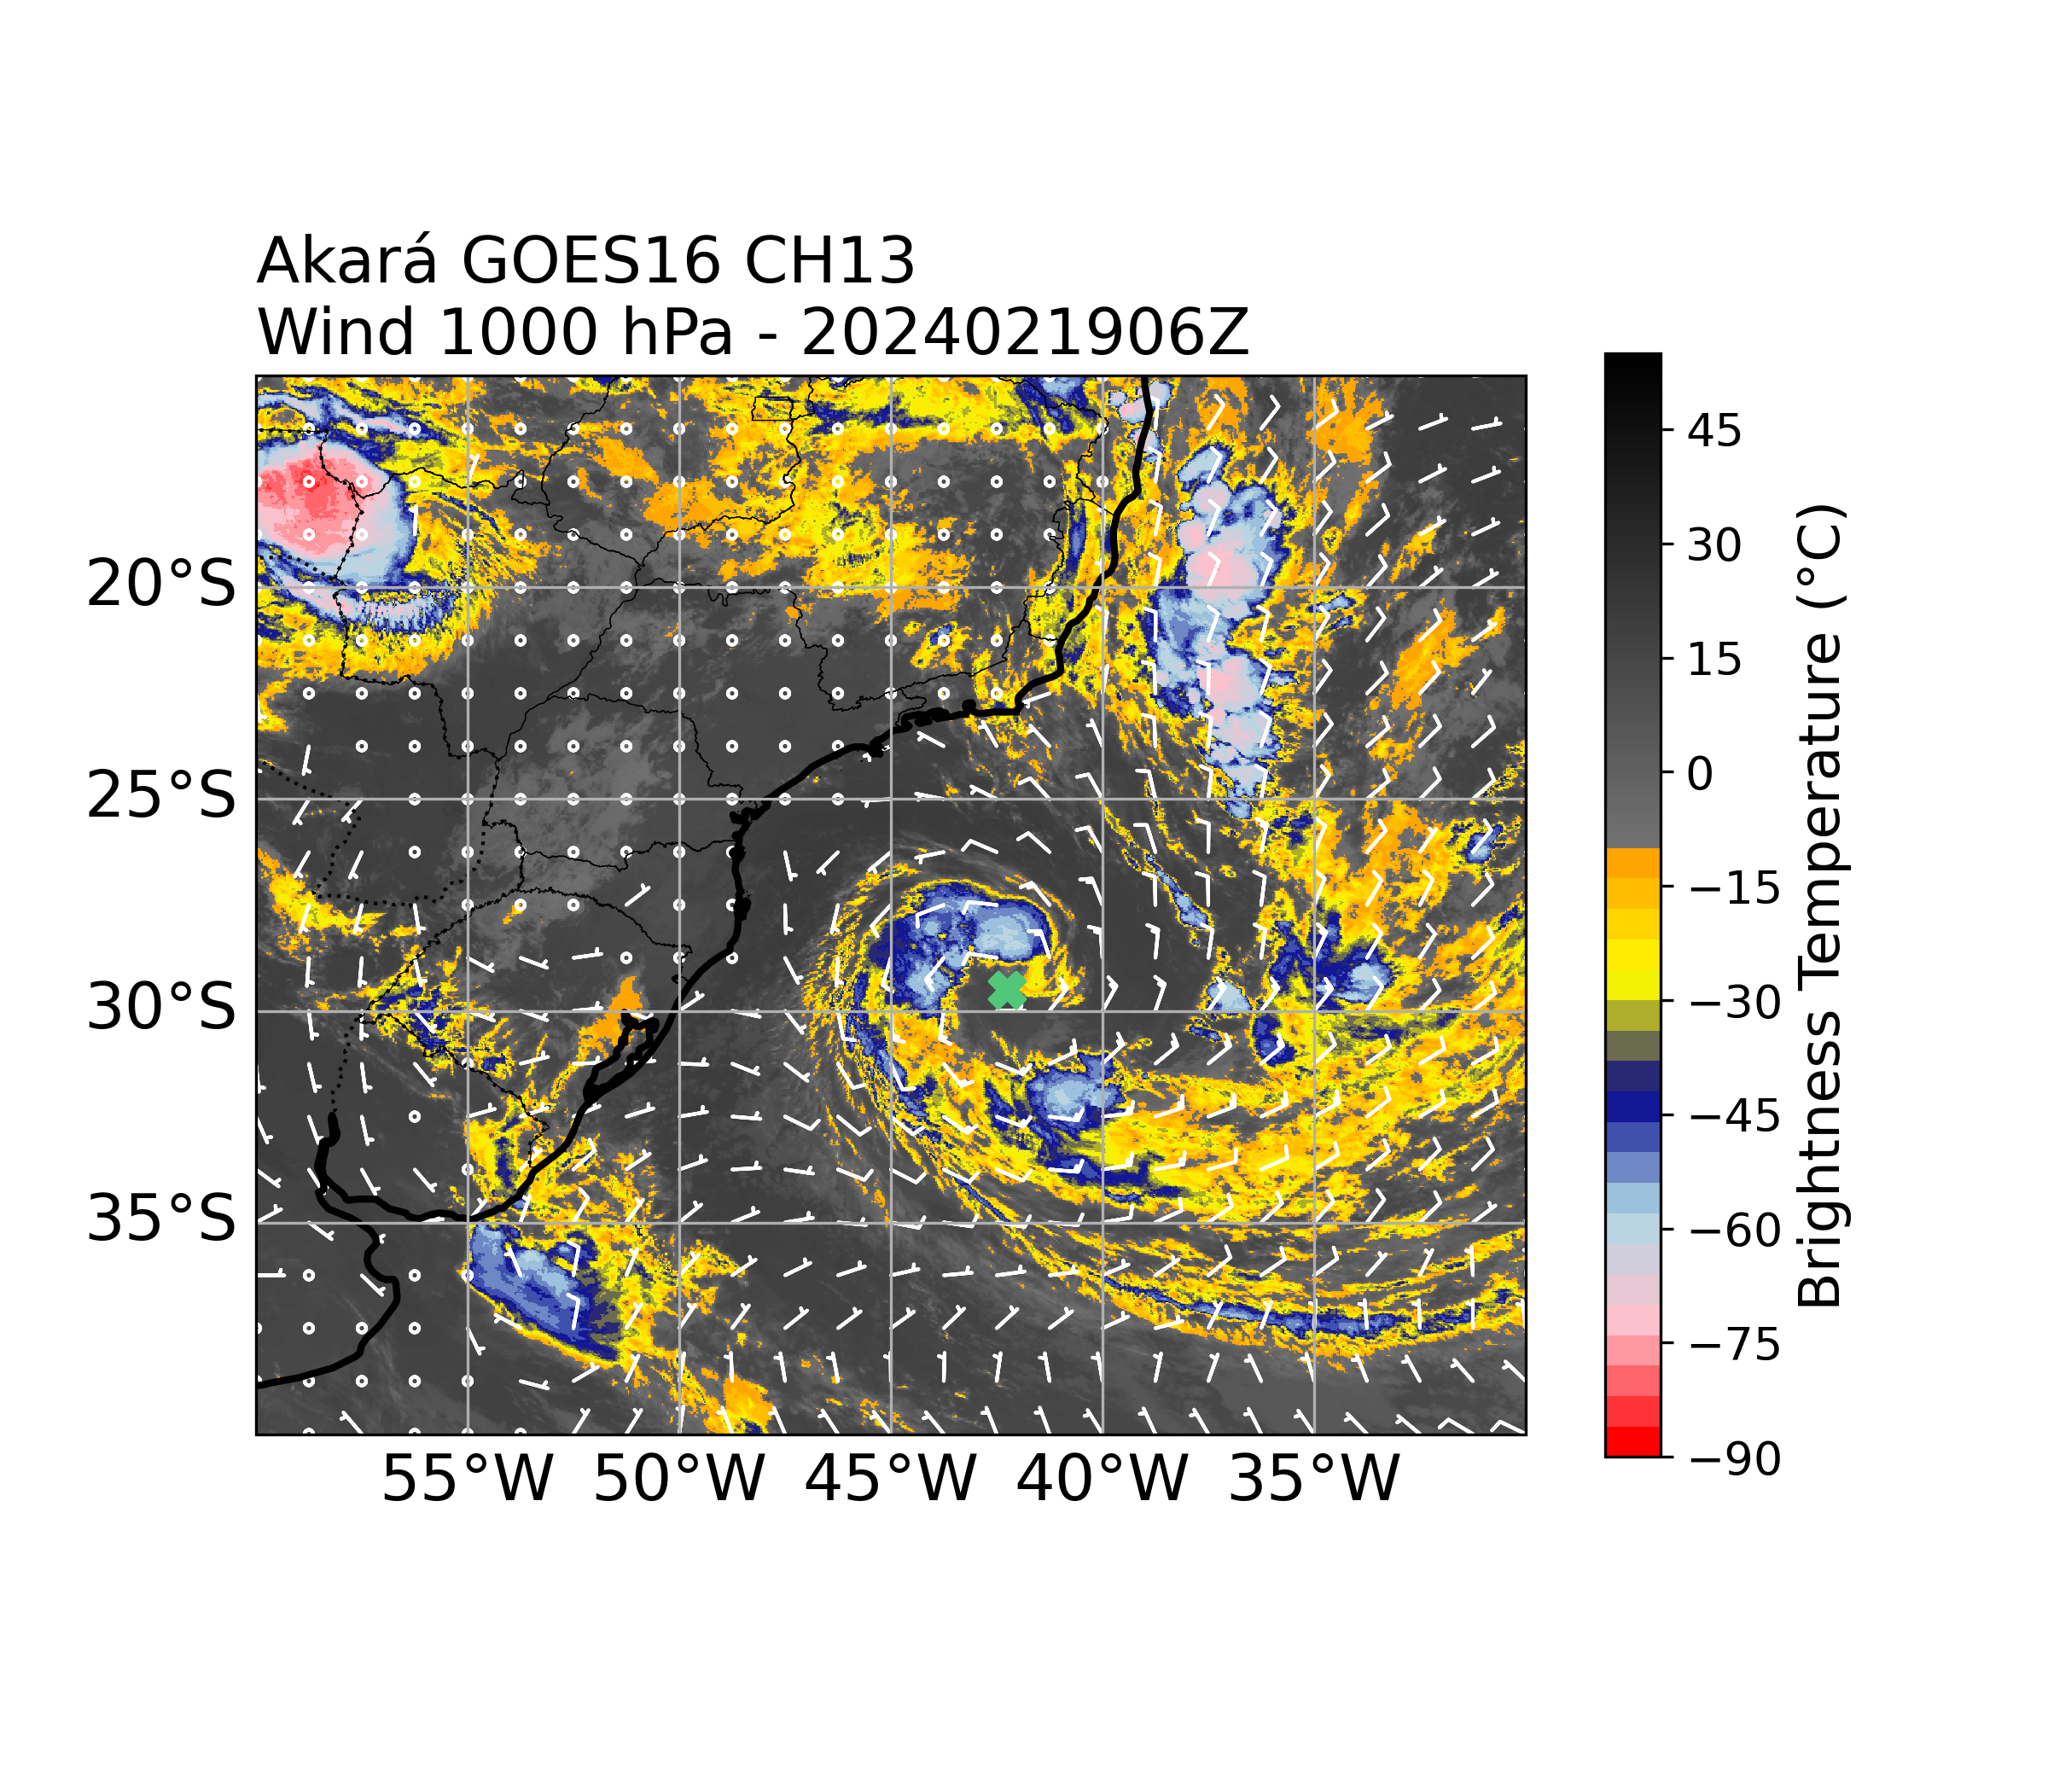 Akará GOES16 CH13
Wind 1000 hPa - 2024021906Z
20°S
25°S
30°S
35°S
55°W 50°W 45°W 40°W 35°W
45
30
15
0
−15
−30
−45
−60
−75
−90
Brightness Temperature (°C)